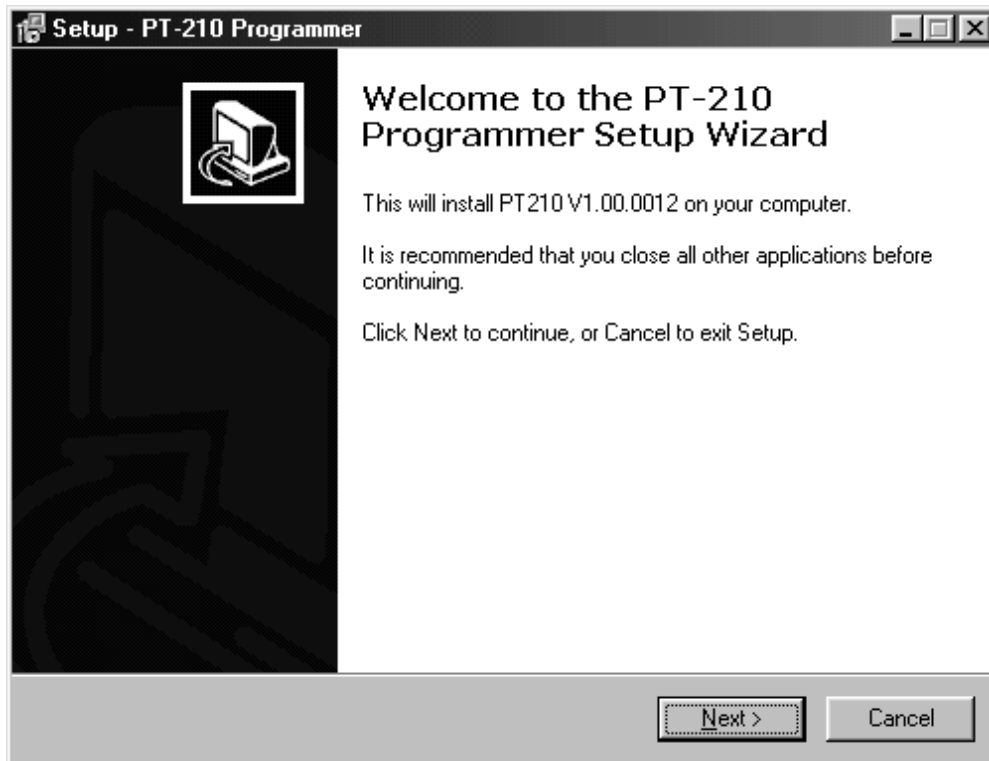 Setup - PT-210 Programmer
Welcome to the PT-210
Programmer Setup Wizard
This will install PT210 V1.00.0012 on your computer.
It is recommended that you close all other applications before
continuing.
Click Next to continue, or Cancel to exit Setup.
Next >
Cancel